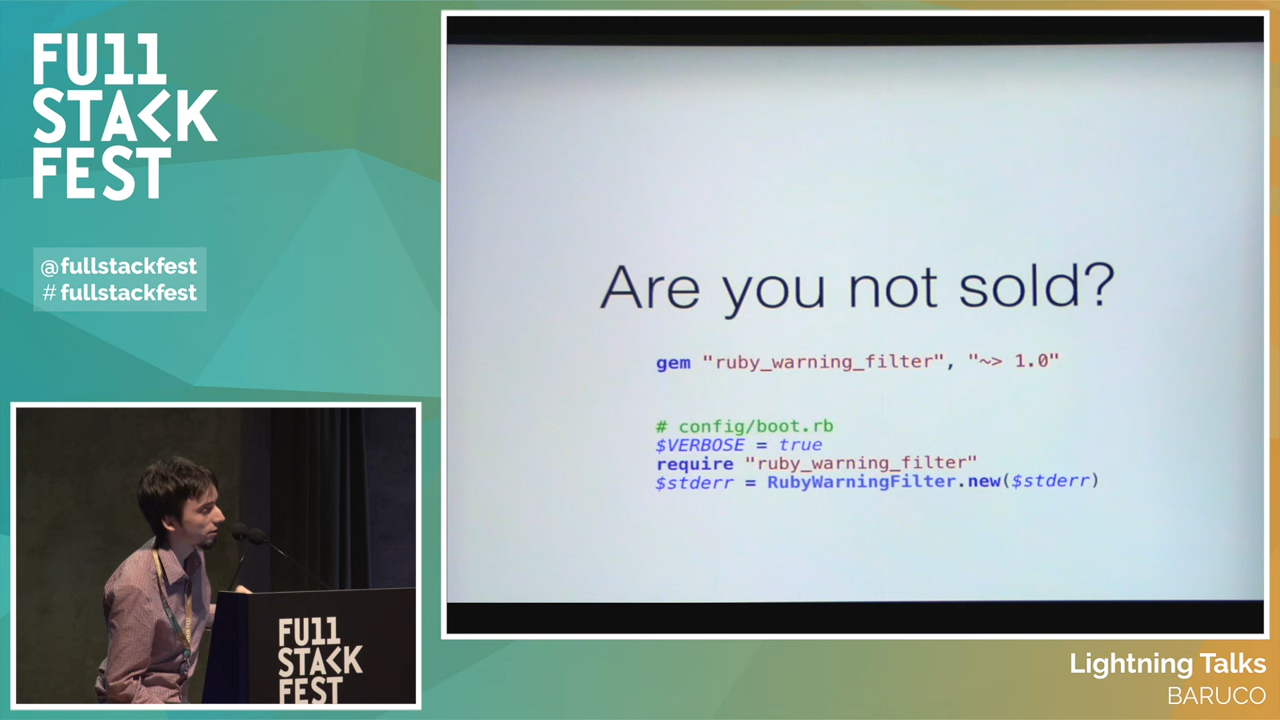 FU11
STACK
FEST
@fullstackfest
# fullstackfest
Are you not sold?
gem "ruby_warning_filter", "~> 1.0"
# config/boot.rb
$VERBOSE = true
require "ruby_warning_filter"
$stderr = RubyWarningFilter.new($stderr)
FU11
STACK
FEST
Lightning Talks
BARUCO